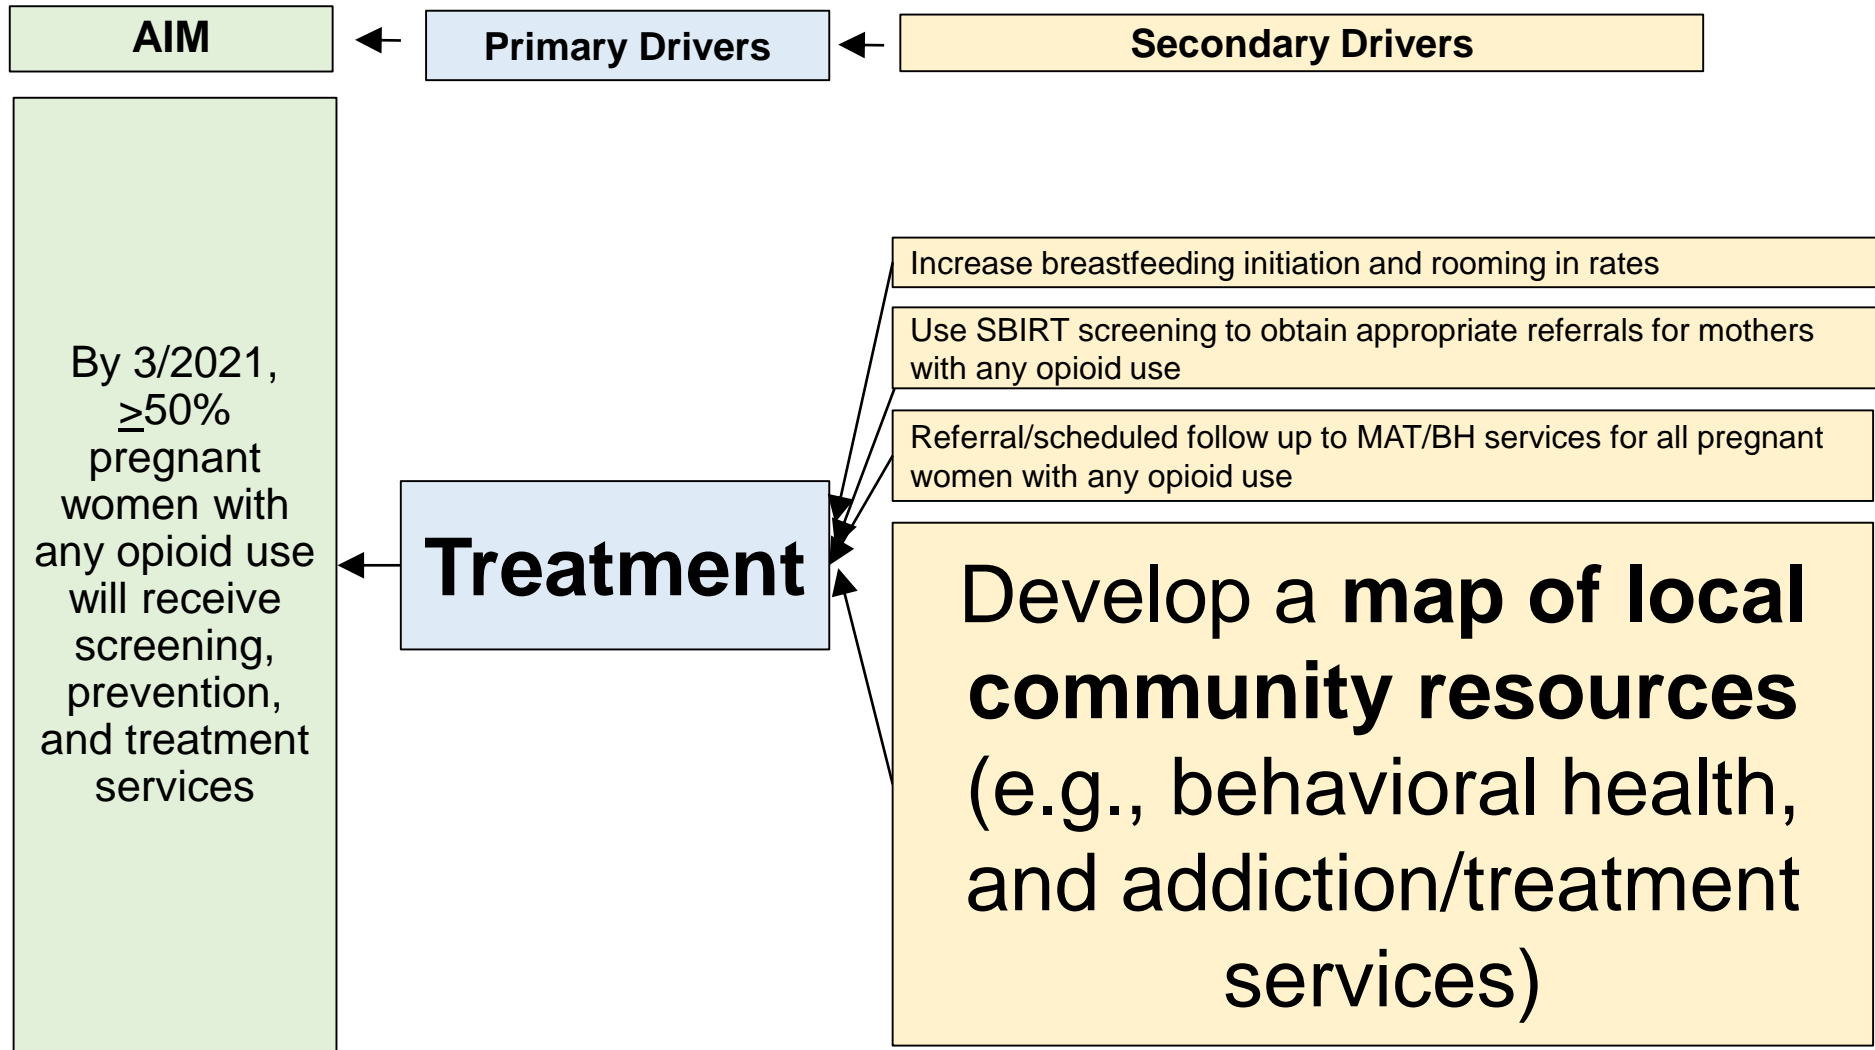 AIM
Primary Drivers
Secondary Drivers
By 3/2021,
≥50%
pregnant
women with
any opioid use
will receive
screening,
prevention,
and treatment
services
Treatment
Increase breastfeeding initiation and rooming in rates
Use SBIRT screening to obtain appropriate referrals for mothers
with any opioid use
Referral/scheduled follow up to MAT/BH services for all pregnant
women with any opioid use
Develop a map of local
community resources
(e.g., behavioral health,
and addiction/treatment
services)